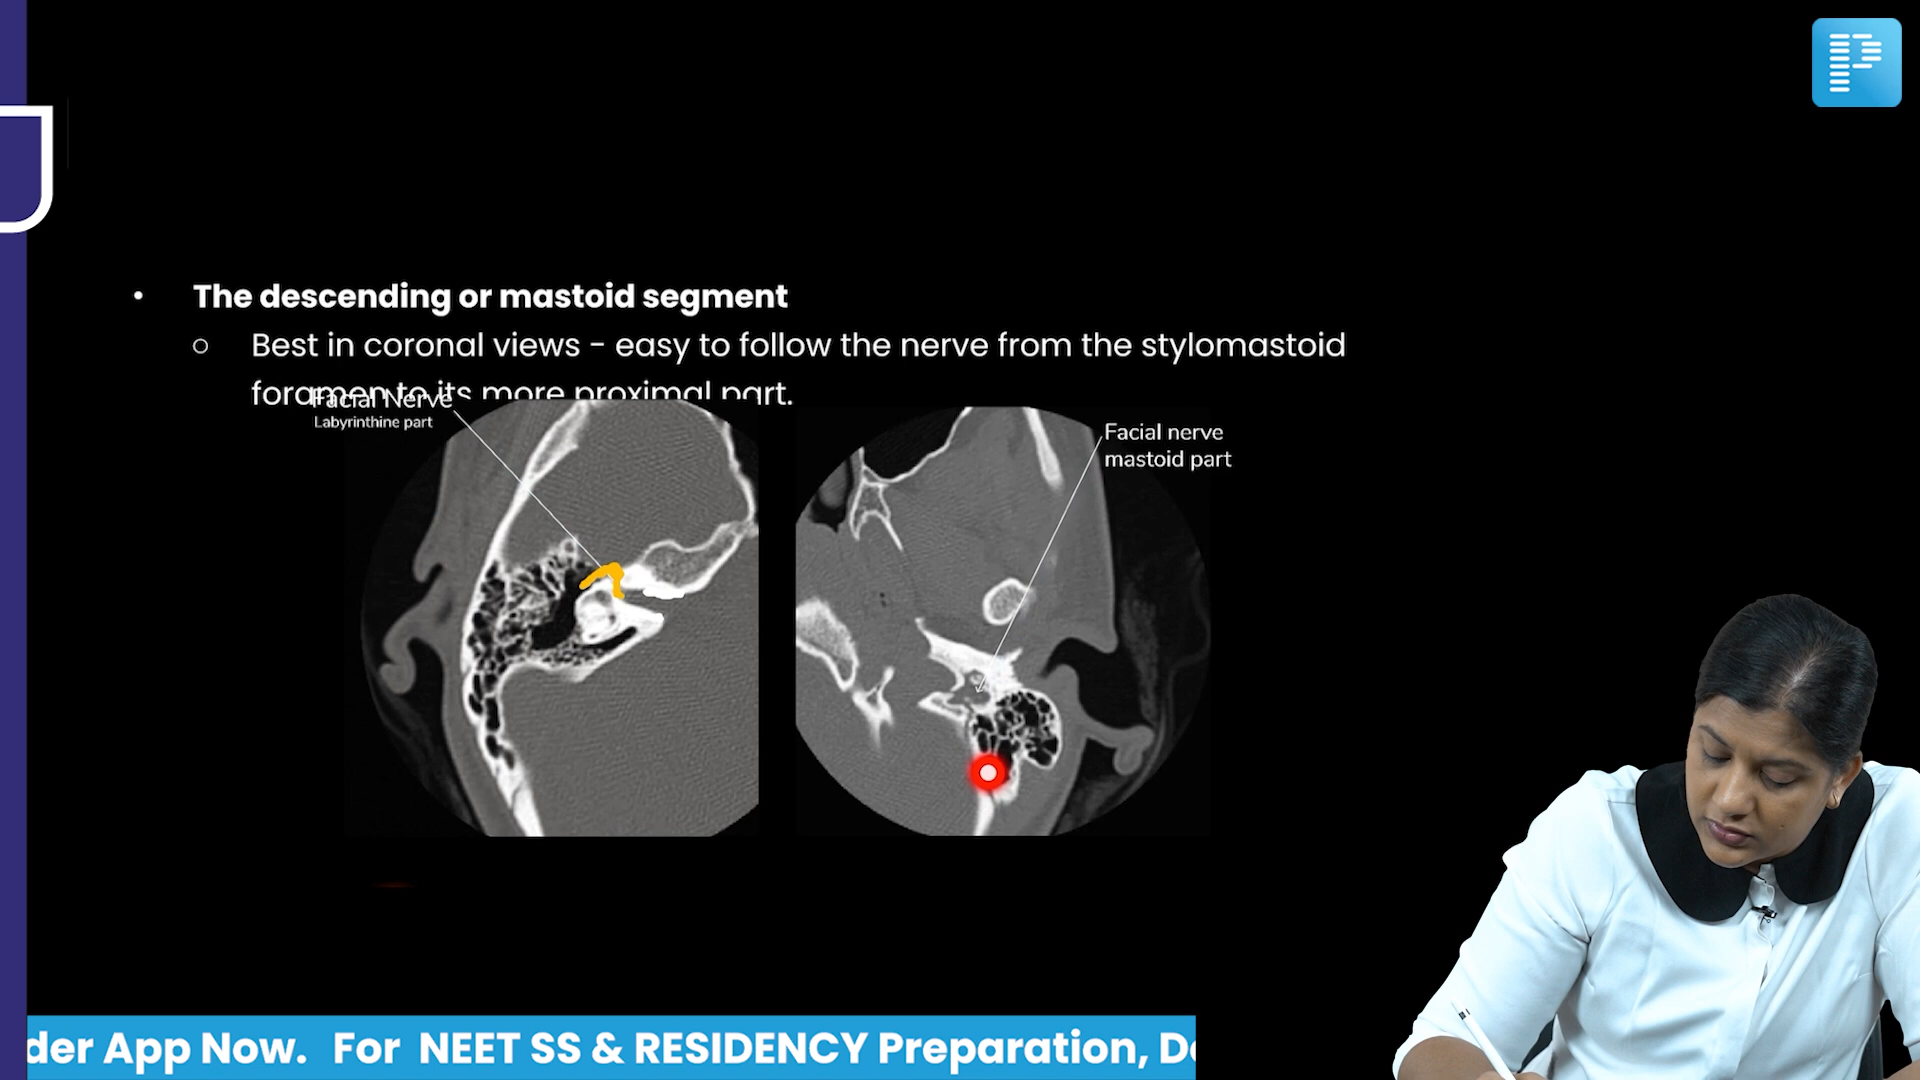 • The descending or mastoid segment
○ Best in coronal views - easy to follow the nerve from the stylomastoid
foramen to its more proximal part.
Facial Nerve
Labyrinthine part
Facial nerve
mastoid part
der App Now. For NEET SS & RESIDENCY Preparation, Do